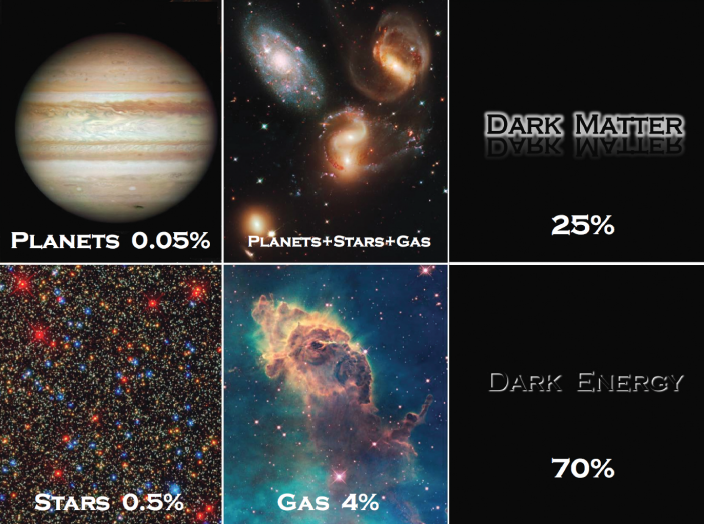 Planets 0.05%
Planets+Stars+Gas
Dark Matter
25%
Stars 0.5%
Gas 4%
Dark Energy
70%